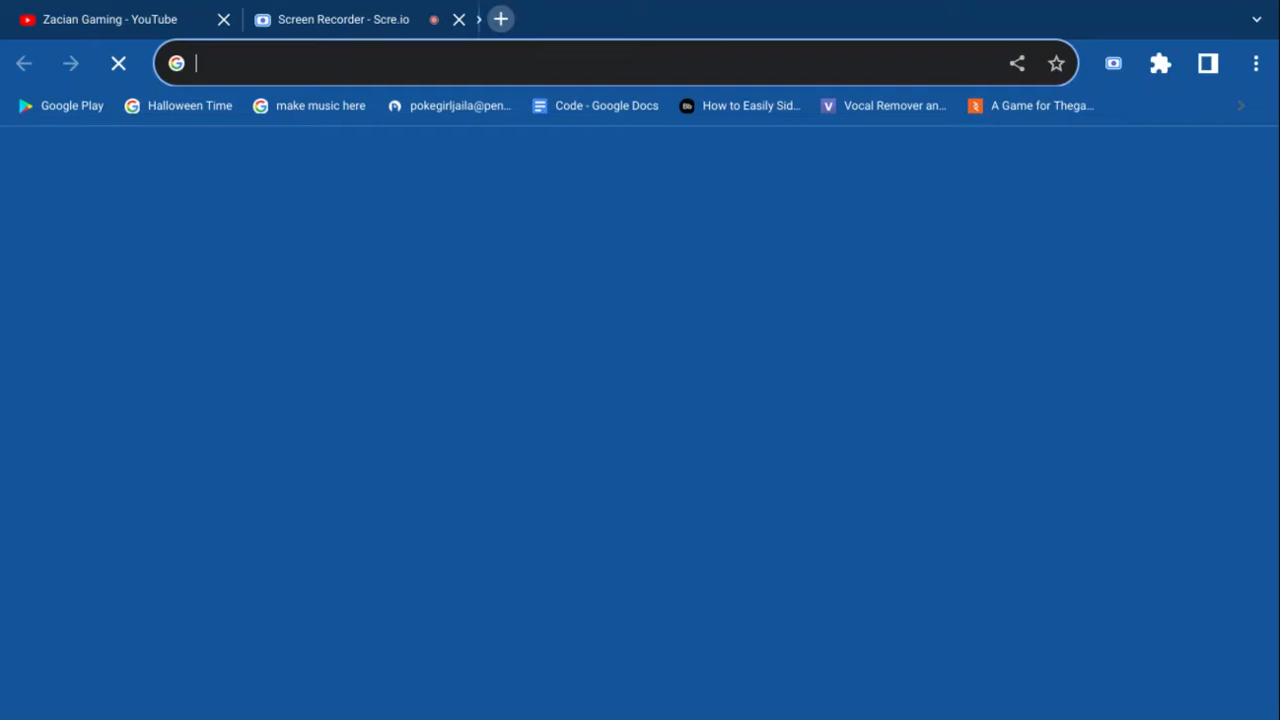 Zacian Gaming - YouTube
Screen Recorder - Scre.io
Google Play
Halloween Time
make music here
pokegirljaila@pen...
Code - Google Docs
How to Easily Sid...
Vocal Remover an...
A Game for Thega...